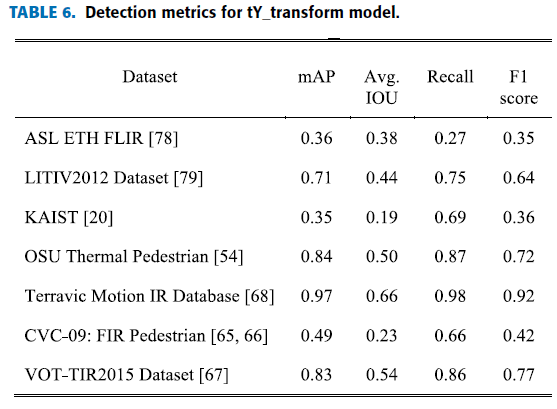 TABLE 6. Detection metrics for tY_transform model.
Dataset mAP Avg. IOU Recall F1 score
ASL ETH FLIR [78] 0.36 0.38 0.27 0.35
LITIV2012 Dataset [79] 0.71 0.44 0.75 0.64
KAIST [20] 0.35 0.19 0.69 0.36
OSU Thermal Pedestrian [54] 0.84 0.50 0.87 0.72
Terravic Motion IR Database [68] 0.97 0.66 0.98 0.92
CVC-09: FIR Pedestrian [65, 66] 0.49 0.23 0.66 0.42
VOT-TIR2015 Dataset [67] 0.83 0.54 0.86 0.77